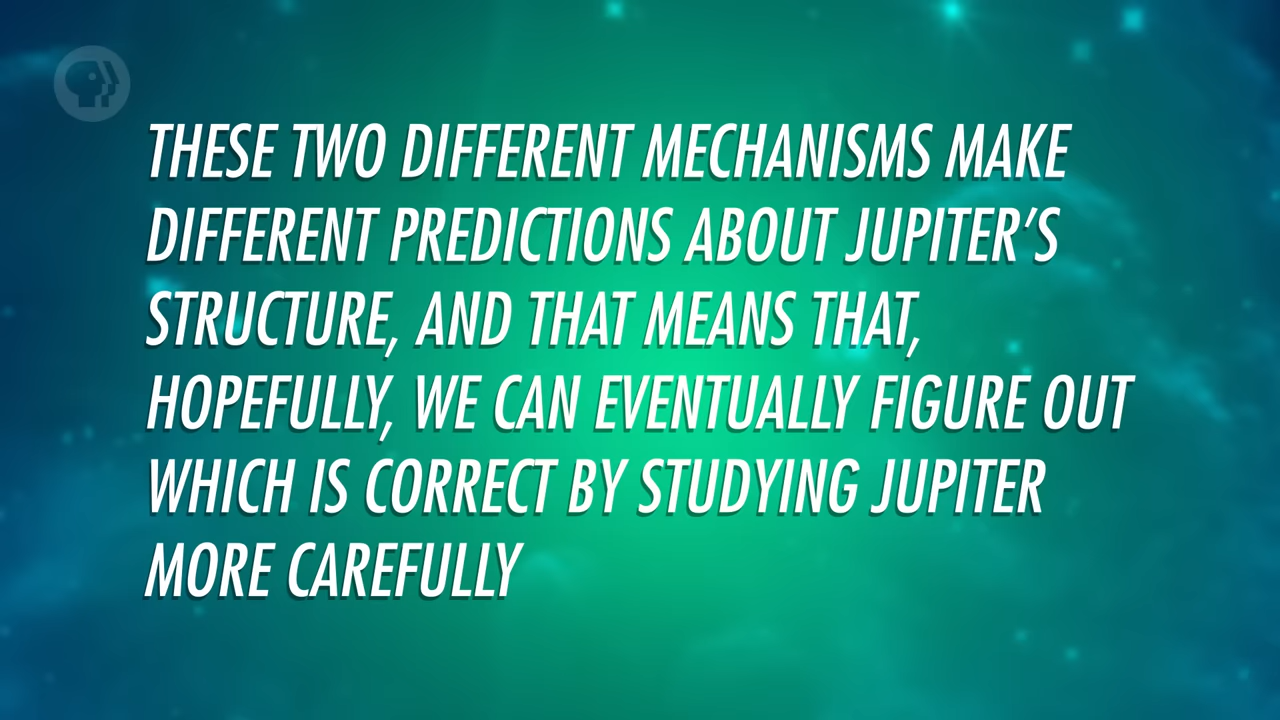 THESE TWO DIFFERENT MECHANISMS MAKE
DIFFERENT PREDICTIONS ABOUT JUPITER'S
STRUCTURE, AND THAT MEANS THAT,
HOPEFULLY, WE CAN EVENTUALLY FIGURE OUT
WHICH IS CORRECT BY STUDYING JUPITER
MORE CAREFULLY